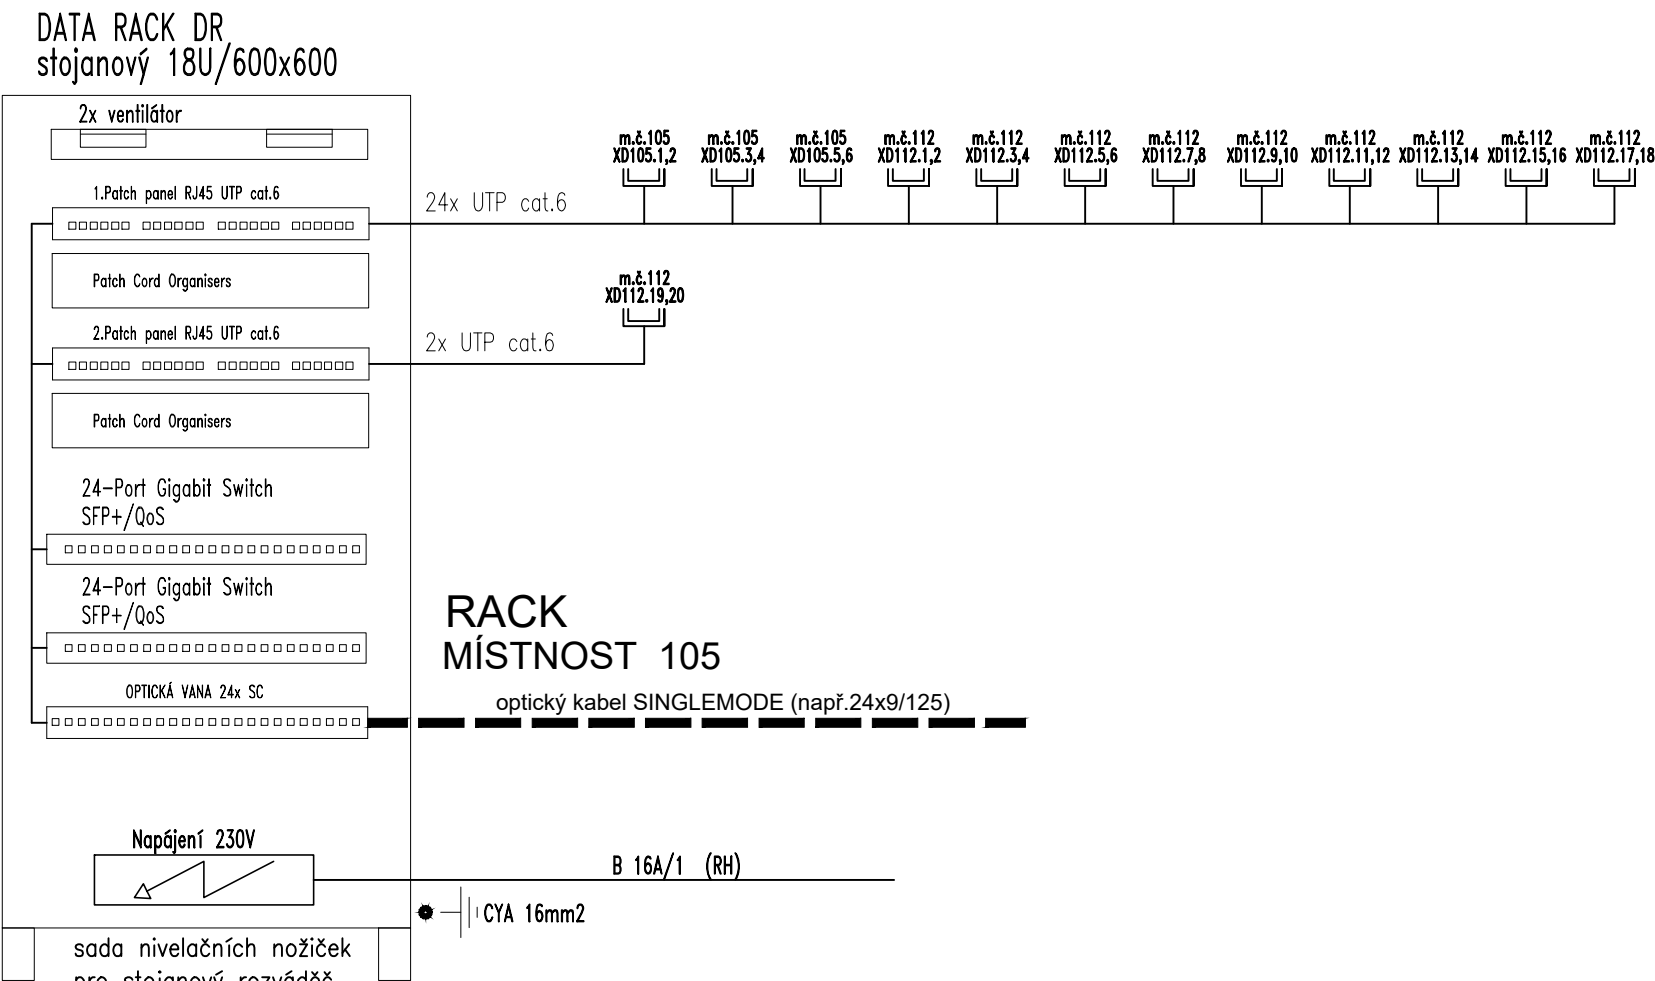 DATA RACK DR
stojanový 18U/600x600
2x ventilátor
1.Patch panel RJ45 UTP cat.6
Patch Cord Organisers
2.Patch panel RJ45 UTP cat.6
Patch Cord Organisers
24-Port Gigabit Switch
SFP+/QoS
24-Port Gigabit Switch
SFP+/QoS
OPTICKÁ VANA 24x SC
Napájení 230V
sada nivelačních nožiček
pro stojanový rozváděč
24x UTP cat.6
m.č.105
XD105.1,2
m.č.105
XD105.3,4
m.č.105
XD105.5,6
m.č.112
XD112.1,2
m.č.112
XD112.3,4
m.č.112
XD112.5,6
m.č.112
XD112.7,8
m.č.112
XD112.9,10
m.č.112
XD112.11,12
m.č.112
XD112.13,14
m.č.112
XD112.15,16
m.č.112
XD112.17,18
2x UTP cat.6
m.č.112
XD112.19,20
RACK
MÍSTNOST 105
optický kabel SINGLEMODE (např.24x9/125)
B 16A/1 (RH)
CYA 16mm2